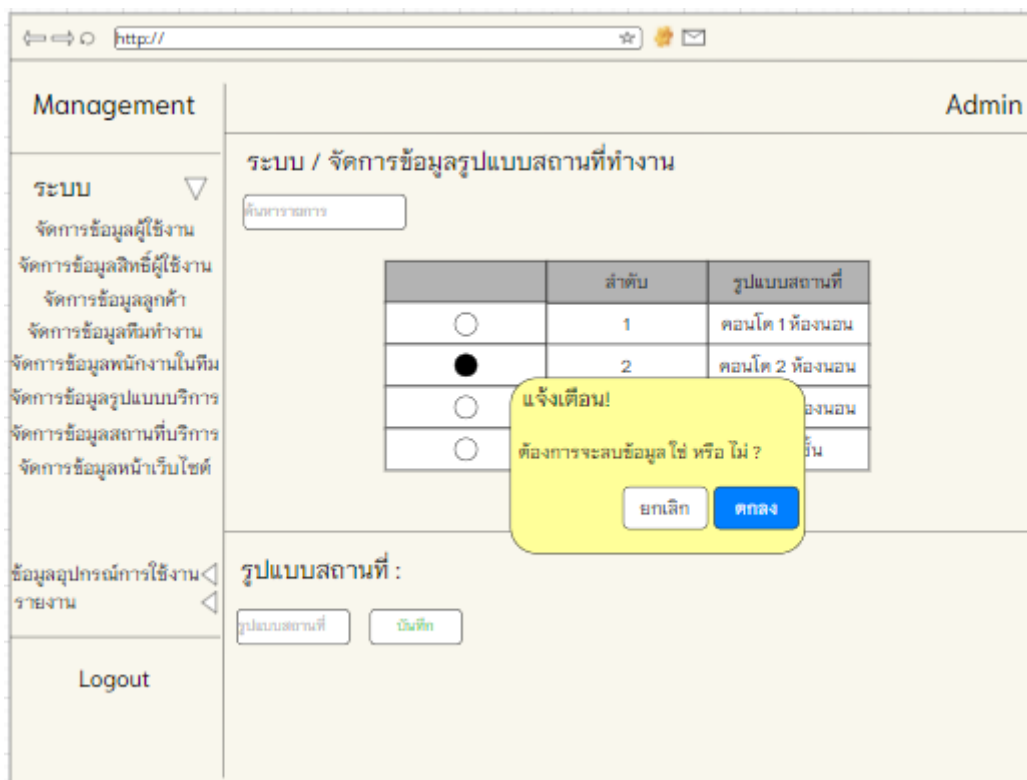 http://
Management
Admin
ระบบ / จัดการข้อมูลรูปแบบสถานที่ทำงาน
ค้นหารายการ
ระบบ
จัดการข้อมูลผู้ใช้งาน
จัดการข้อมูลสิทธิ์ผู้ใช้งาน
จัดการข้อมูลลูกค้า
จัดการข้อมูลทีมทำงาน
จัดการข้อมูลพนักงานในทีม
จัดการข้อมูลรูปแบบบริการ
จัดการข้อมูลสถานที่บริการ
จัดการข้อมูลหน้าเว็บไซต์
ข้อมูลอุปกรณ์การใช้งาน
รายงาน
Logout
ลำดับ รูปแบบสถานที่
1 คอนโด 1 ห้องนอน
2 คอนโด 2 ห้องนอน
แจ้งเตือน!
ต้องการจะลบข้อมูล ใช่ หรือ ไม่ ?
ยกเลิก ตกลง
รูปแบบสถานที่ :
รูปแบบสถานที่ บันทึก